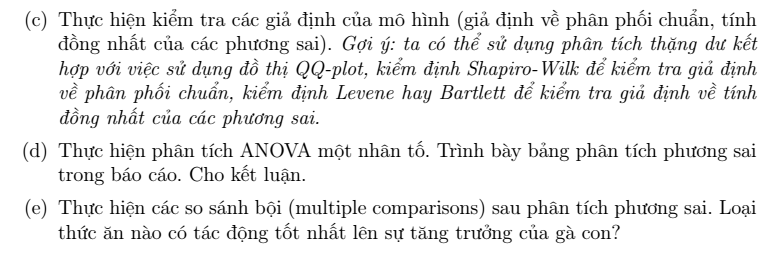 (c) Thực hiện kiểm tra các giả định của mô hình (giả định về phân phối chuẩn, tính
đồng nhất của các phương sai). Gợi ý: ta có thể sử dụng phân tích thặng dư kết
hợp với việc sử dụng đồ thị QQ-plot, kiểm định Shapiro-Wilk để kiểm tra giả định
về phân phối chuẩn, kiểm định Levene hay Bartlett để kiểm tra giả định về tính
đồng nhất của các phương sai.
(d) Thực hiện phân tích ANOVA một nhân tố. Trình bày bảng phân tích phương sai
trong báo cáo. Cho kết luận.
(e) Thực hiện các so sánh bội (multiple comparisons) sau phân tích phương sai. Loại
thức ăn nào có tác động tốt nhất lên sự tăng trưởng của gà con?